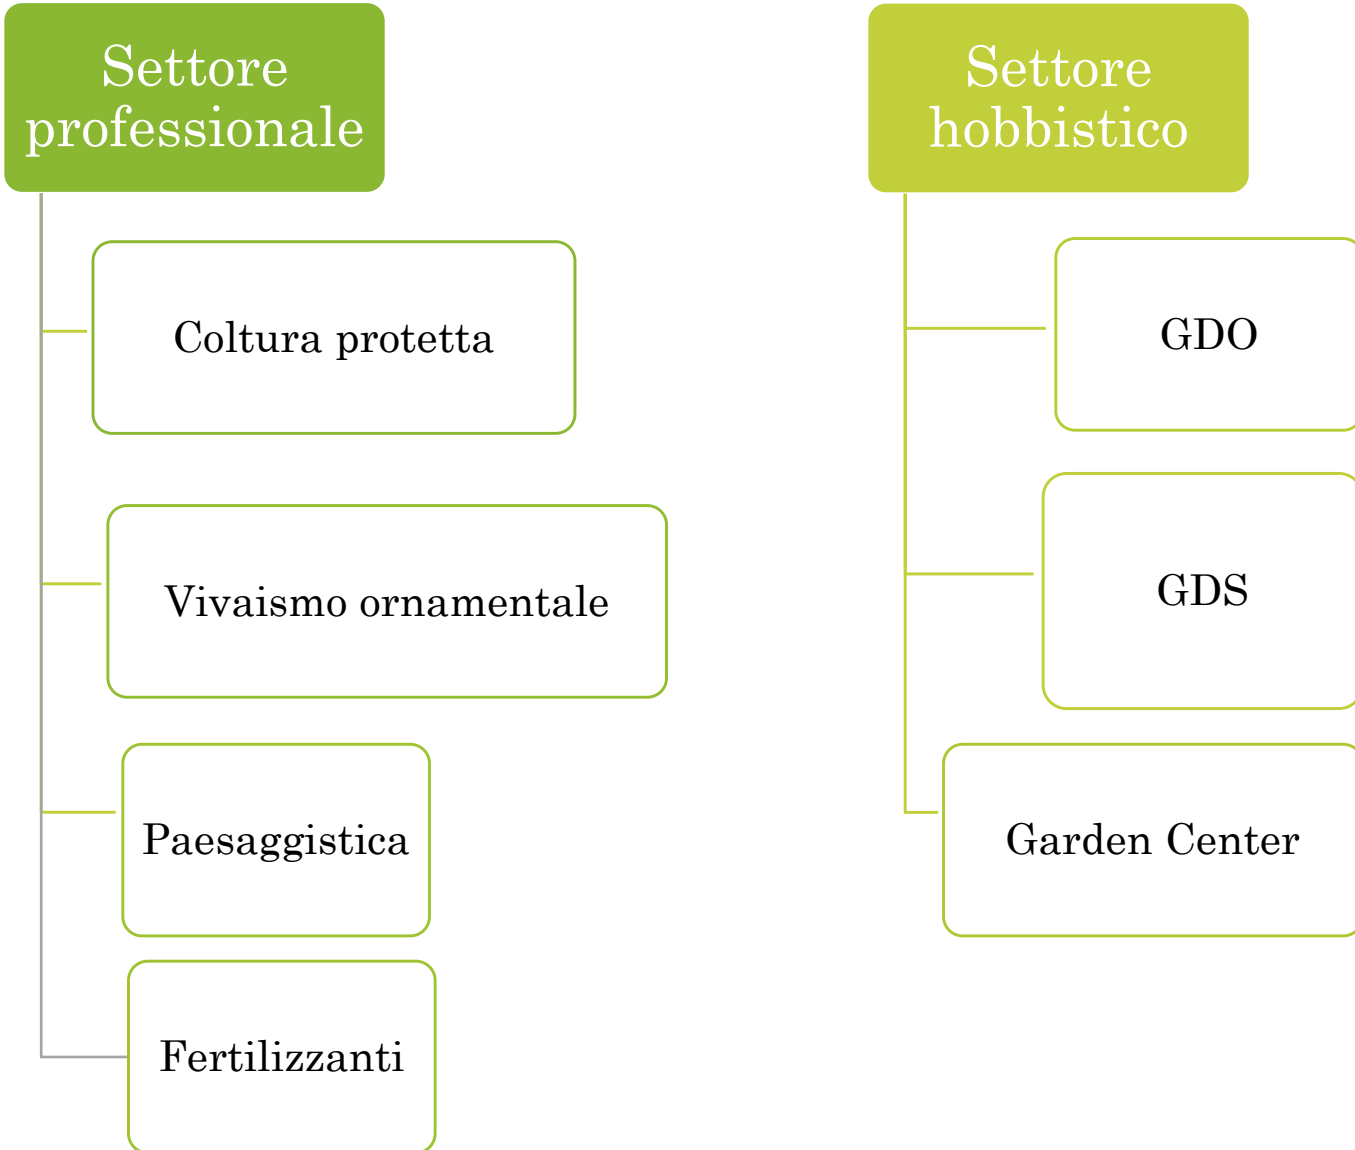 Settore
professionale
Coltura protetta
Vivaismo ornamentale
Paesaggistica
Fertilizzanti
Settore
hobbistico
GDO
GDS
Garden Center